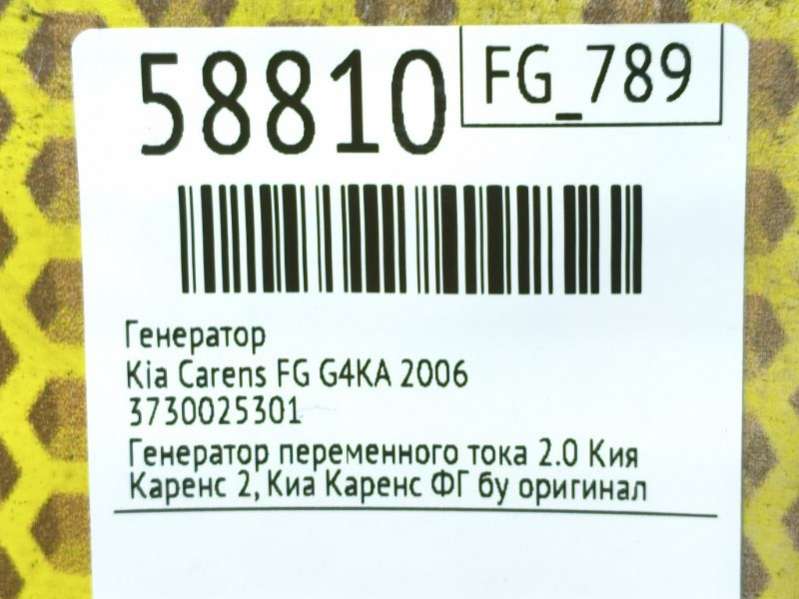 58810
FG_789
Генератор
Kia Carens FG G4KA 2006
3730025301
Генератор переменного тока 2.0 Кия
Каренс 2, Киа Каренс ФГ бу оригинал